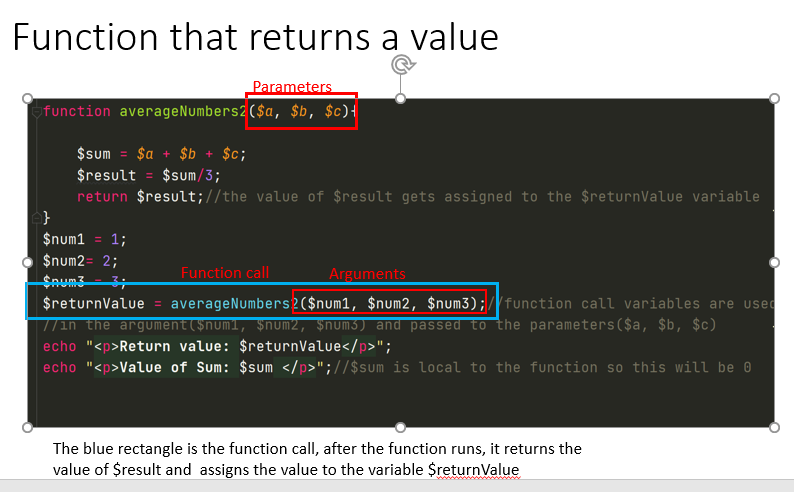 Function that returns a value
Parameters
function averageNumbers2($a, $b, $c){
$sum = $a + $b + $c;
$result = $sum/3;
return $result;//the value of $result gets assigned to the $returnValue variable
}
$num1 = 1;
$num2= 2;
Function call Arguments
$num3 = 3;
$returnValue = averageNumbers2($num1, $num2, $num3);//function call variables are used
//in the argument($num1, $num2, $num3) and passed to the parameters($a, $b, $c)
echo "<p>Return value: $returnValue</p>";
echo "<p>Value of Sum: $sum </p>";//$sum is local to the function so this will be 0
The blue rectangle is the function call, after the function runs, it returns the
value of $result and  assigns the value to the variable $returnValue